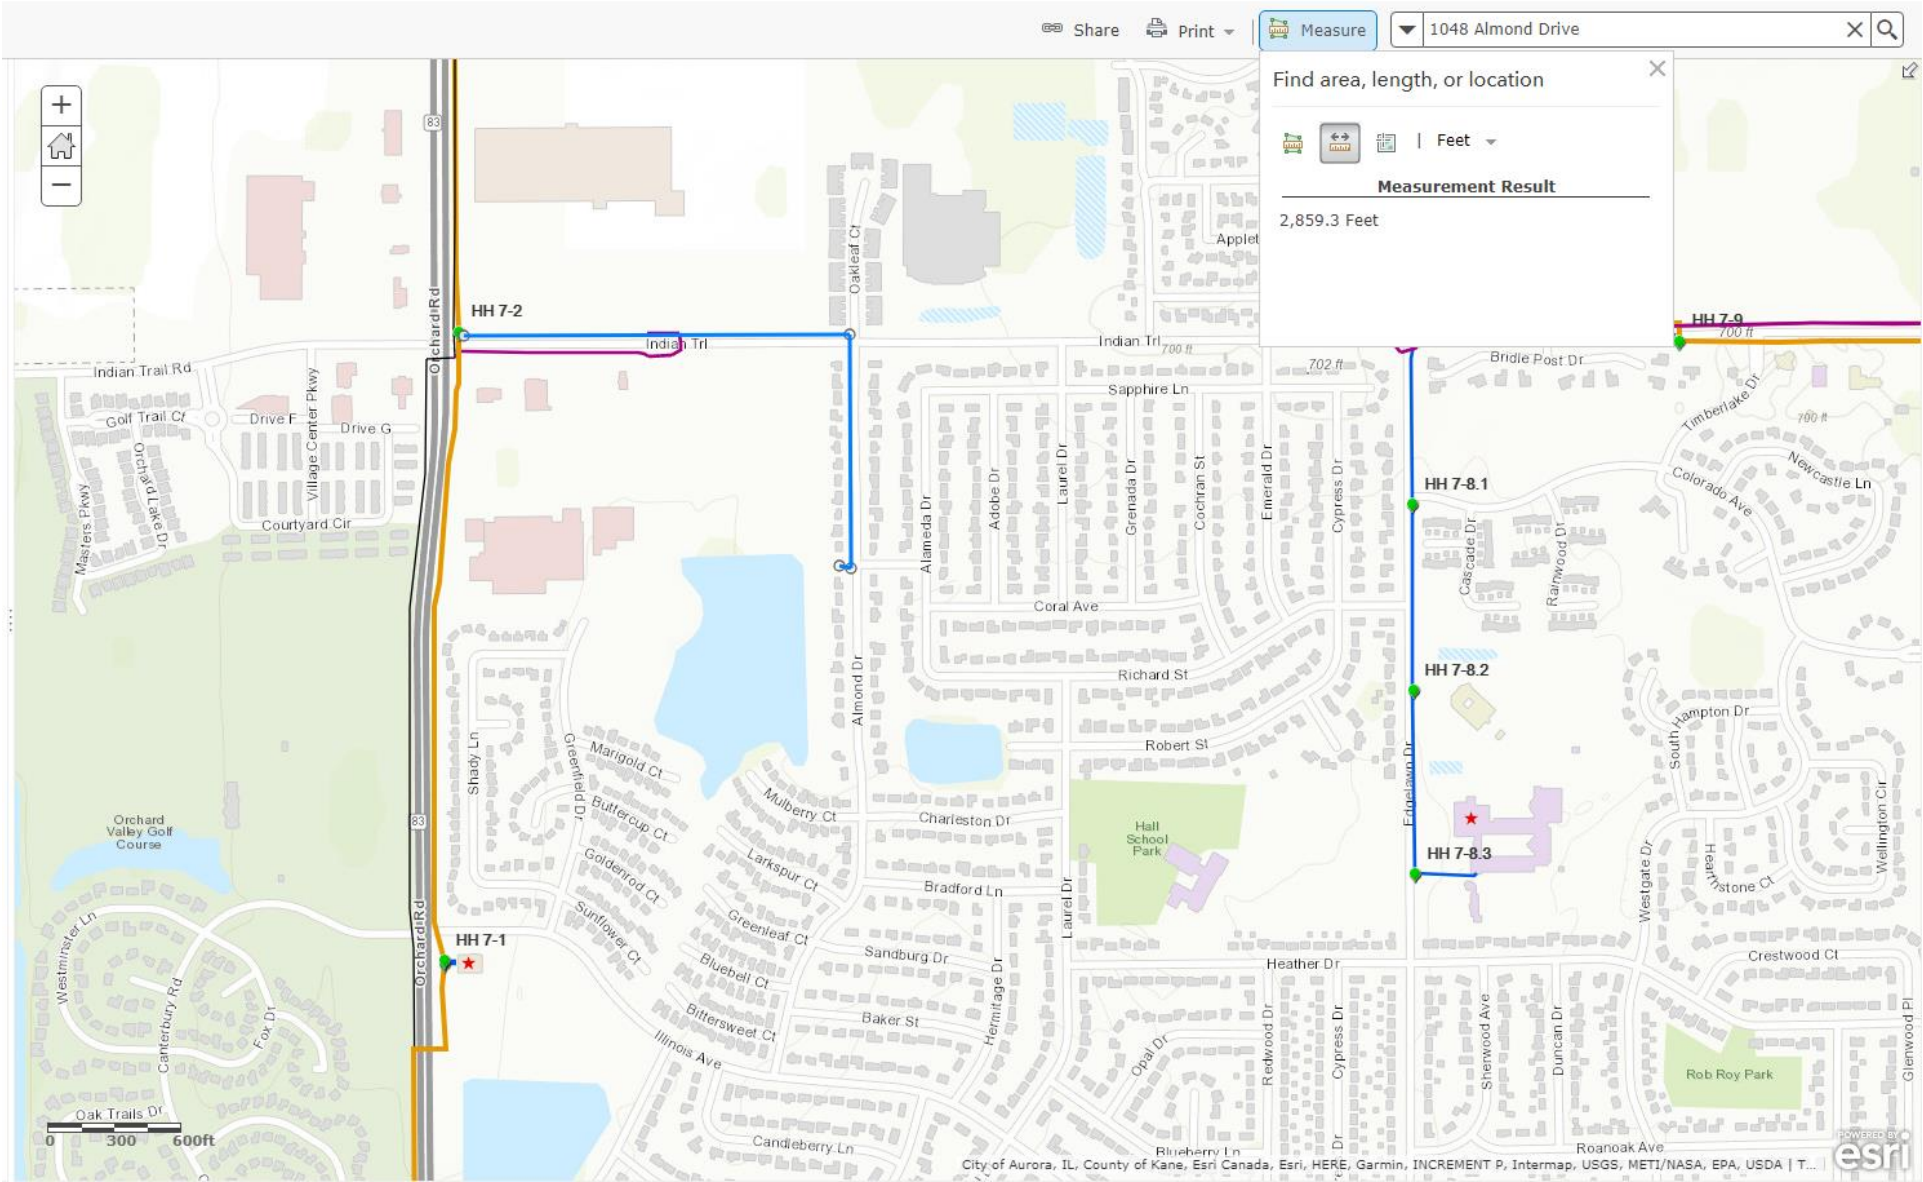 Share
Print
Measure
1048 Almond Drive
Find area, length, or location
Feet
Measurement Result
2,859.3 Feet
83
Oakleaf Ct
Applet
HH 7-2
Orchard Rd
Indian Trl
Indian Trl
700 ft
HH 7-9
700 ft
Indian Trail Rd
702 ft
Bridle Post Dr
Sapphire Ln
Timberlake Dr
Golf Trail Ct
Drive F
Drive G
Village Center Pkwy
Orchard Lake Dr
Masters Pkwy
Courtyard Cir
700 ft
Newcastle Ln
Colorado Ave
HH 7-8.1
Alameda Dr
Adobe Dr
Laurel Dr
Grenada Dr
Cochran St
Emerald Dr
Cypress Dr
Cascade Dr
Rainwood Dr
Coral Ave
Richard St
HH 7-8.2
Almond Dr
Hampton Dr
South
Robert St
Shady Ln
Greenfield Dr
Marigold Ct
Edgelawn Dr
Mulberry Ct
Buttercup Ct
Charleston Dr
Wellington Cir
83
Orchard
Valley Golf
Course
Hall
School
Park
HH 7-8.3
Larkspur Ct
Goldenrod Ct
Bradford Ln
Laurel Dr
Westgate Dr
Hearthstone Ct
Westminster Ln
Orchard Rd
HH 7-1
Sunflower Ct
Greenleaf Ct
Sandburg Dr
Bluebell Ct
Heather Dr
Crestwood Ct
Canterbury Rd
Fox Dr
Hermitage Dr
Bittersweet Ct
Baker St
Illinois Ave
Opal Dr
Redwood Dr
Cypress Dr
Sherwood Ave
Duncan Dr
Glenwood Pl
Rob Roy Park
Oak Trails Dr
0 300 600ft
Candleberry Ln
Blueberry Ln
Roanoak Ave
POWERED BY
esri
City of Aurora, IL, County of Kane, Esri Canada, Esri, HERE, Garmin, INCREMENT P, Intermap, USGS, METI/NASA, EPA, USDA | T...